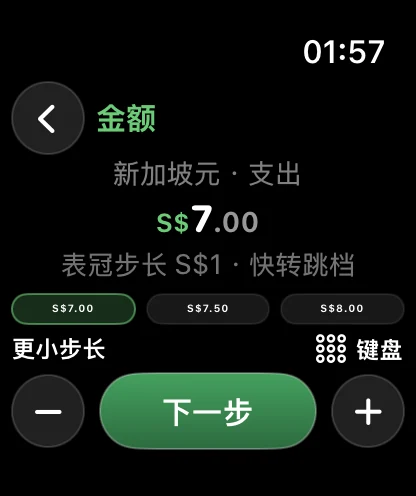 01:57
金额
新加坡元 · 支出
S$7.00
表冠步长 S$1 · 快转跳档
S$7.00 S$7.50 S$8.00
更小步长 键盘
− 下一步 +